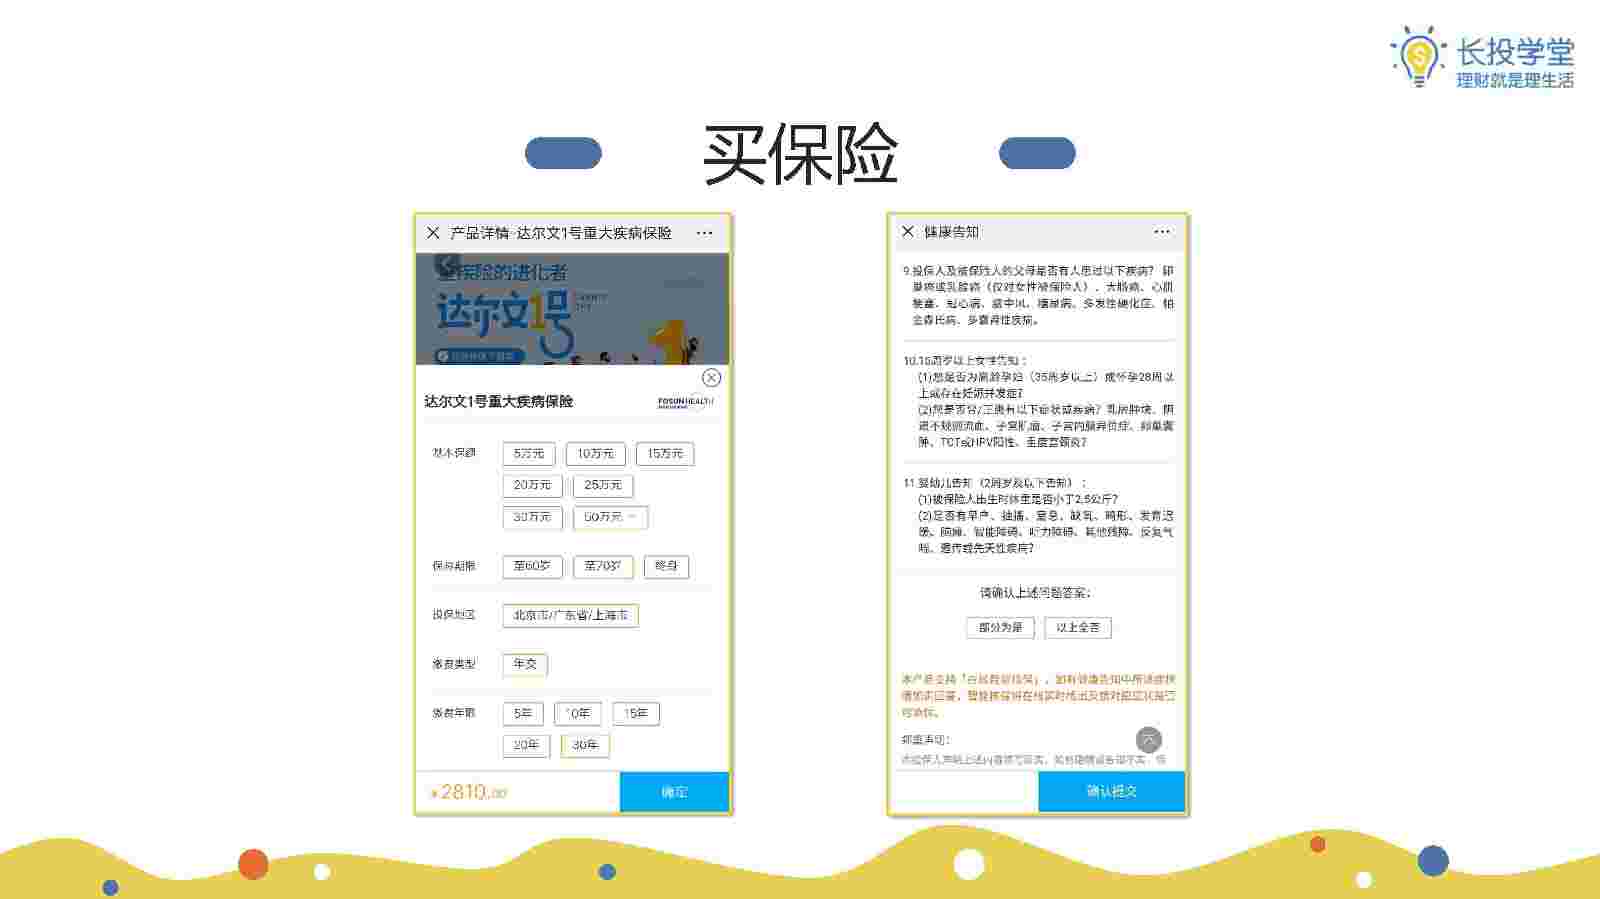 长投学堂
理财就是理生活
买保险
产品详情-达尔文1号重大疾病保险
重疾险的进化者
达尔文1号
达尔文1号重大疾病保险
FOSUN HEALTH
基本保额
5万元 10万元 15万元
20万元 25万元
30万元 50万元
保障期限 至60岁 至70岁 终身
投保地区 北京市/广东省/上海市
缴费类型 年交
缴费年限 5年 10年 15年
20年 30年
¥2810.00 确定
健康告知
9.投保人及被保险人的父母是否有人患过以下疾病? 卵
巢癌或乳腺癌（仅对女性被保险人）、大肠癌、心肌
梗塞、冠心病、脑中风、糖尿病、多发性硬化症、帕
金森氏病、多囊肾性疾病。
10.16周岁以上女性告知：
(1)您是否为高龄孕妇（35周岁以上）或怀孕28周以
上或存在妊娠并发症?
(2)您是否曾/正患有以下症状或疾病? 乳房肿块、阴
道不规则流血、子宫肌瘤、子宫内膜异位症、卵巢囊
肿、TCT或HPV阳性、重度宫颈炎?
11.婴幼儿告知（2周岁及以下告知）：
(1)被保险人出生时体重是否小于2.5公斤?
(2)是否有早产、抽搐、窒息、缺氧、畸形、发育迟
缓、脑瘫、智能障碍、听力障碍、其他残障、反复气
喘、遗传或先天性疾病?
请确认上述问题答案：
部分为是 以上全否
郑重声明：
确认提交